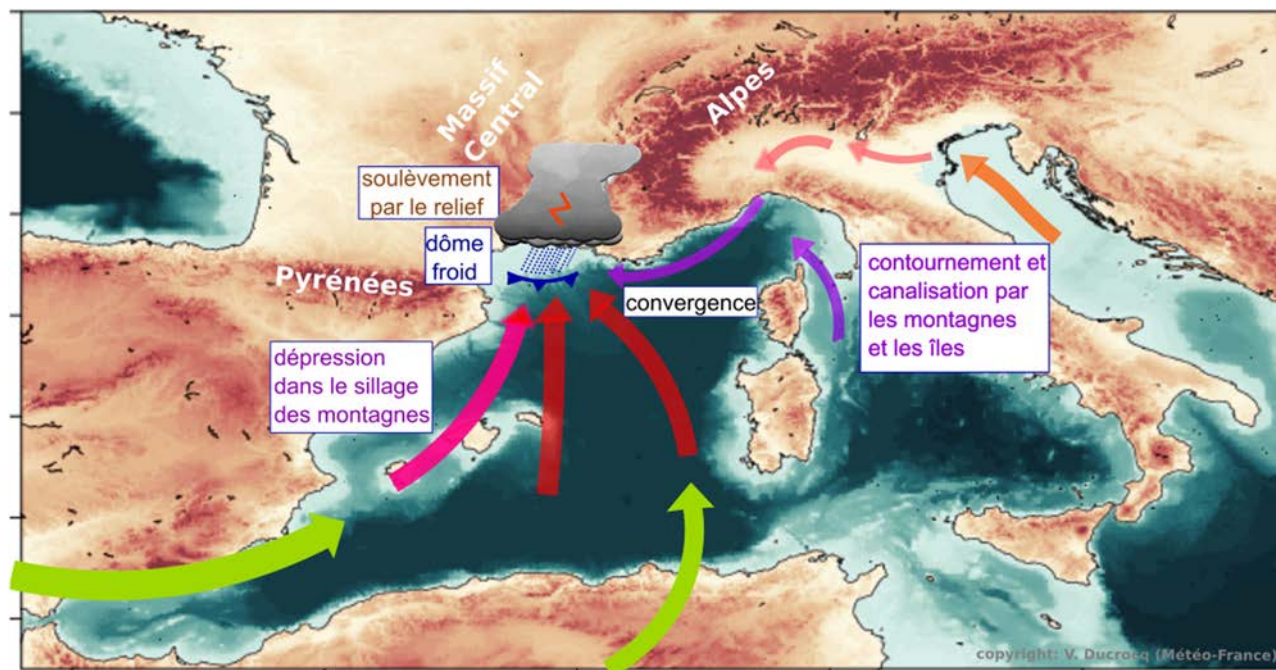 Massif
Central
Alpes
soulèvement
par le relief
dôme
froid
Pyrénées
convergence
contournement et
canalisation par
les montagnes
et les îles
dépression
dans le sillage
des montagnes
copyright: V. Ducrocq (Météo-France)